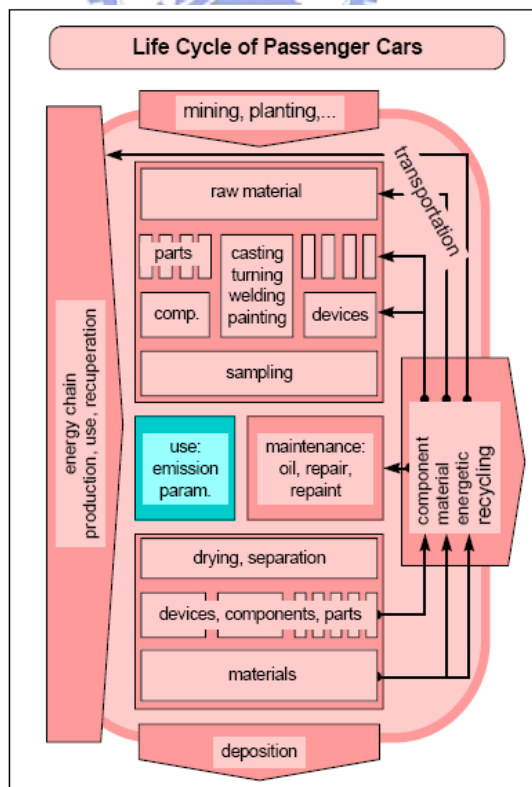 Life Cycle of Passenger Cars
mining, planting,...
transportation
raw material
parts
casting
turning
welding
painting
comp.
devices
sampling
energy chain
production, use, recuperation
use:
emission
param.
maintenance:
oil, repair,
repaint
component
material
energetic
recycling
drying, separation
devices, components, parts
materials
deposition